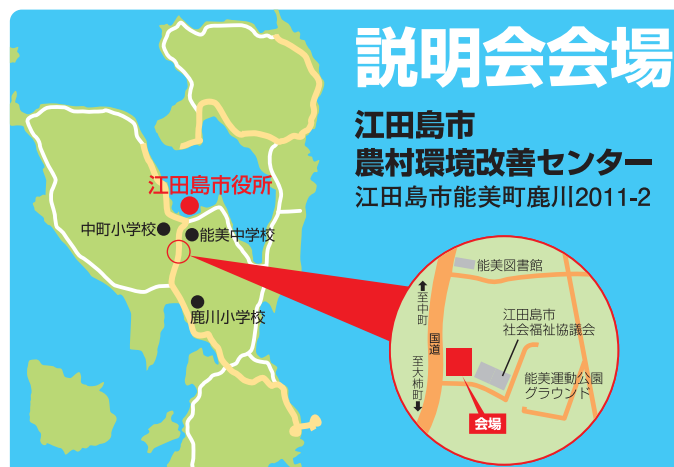 説明会会場
江田島市
農村環境改善センター
江田島市能美町鹿川2011-2
江田島市役所
中町小学校
能美中学校
鹿川小学校
能美図書館
至中町
国道
至大柿町
江田島市
社会福祉協議会
能美運動公園
グラウンド
会場